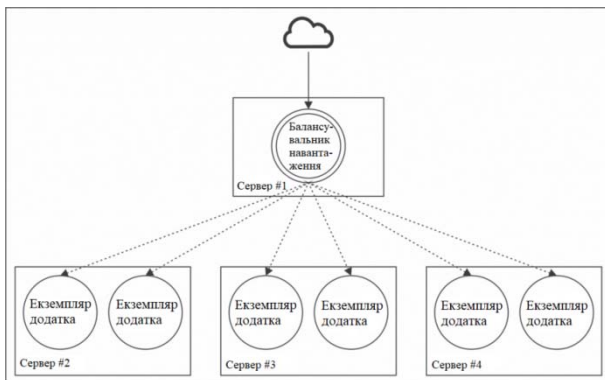 Балансу-
вальник
наванта-
ження
Сервер #1
Екземпляр
додатка
Екземпляр
додатка
Сервер #2
Екземпляр
додатка
Екземпляр
додатка
Сервер #3
Екземпляр
додатка
Екземпляр
додатка
Сервер #4